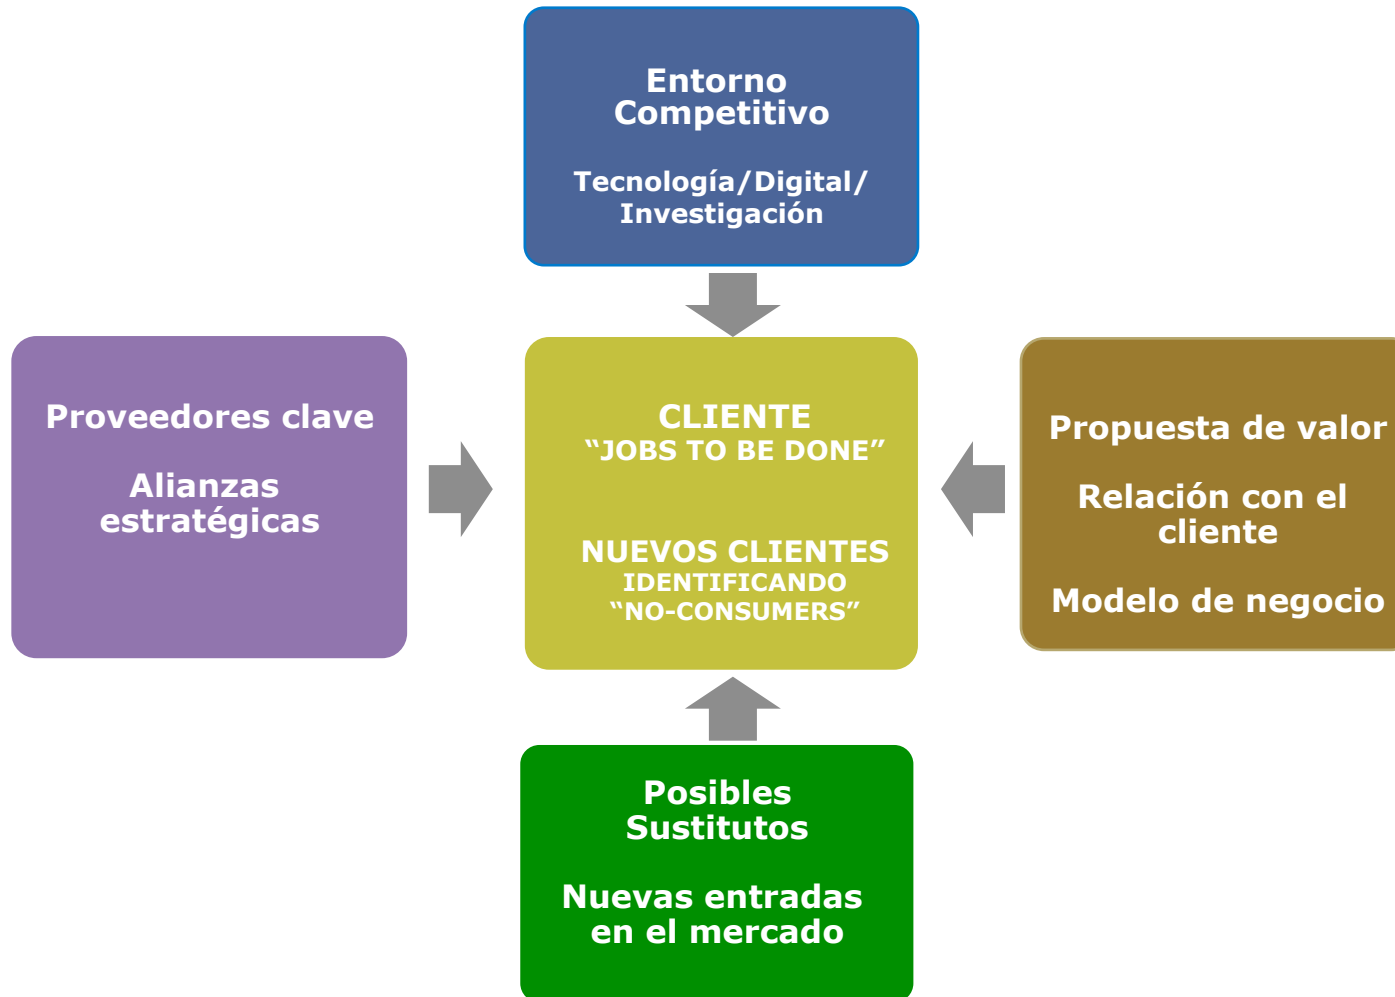 Entorno
Competitivo
Tecnología/Digital/
Investigación
Proveedores clave
Alianzas
estratégicas
CLIENTE
“JOBS TO BE DONE”
NUEVOS CLIENTES
IDENTIFICANDO
“NO-CONSUMERS”
Propuesta de valor
Relación con el
cliente
Modelo de negocio
Posibles
Sustitutos
Nuevas entradas
en el mercado